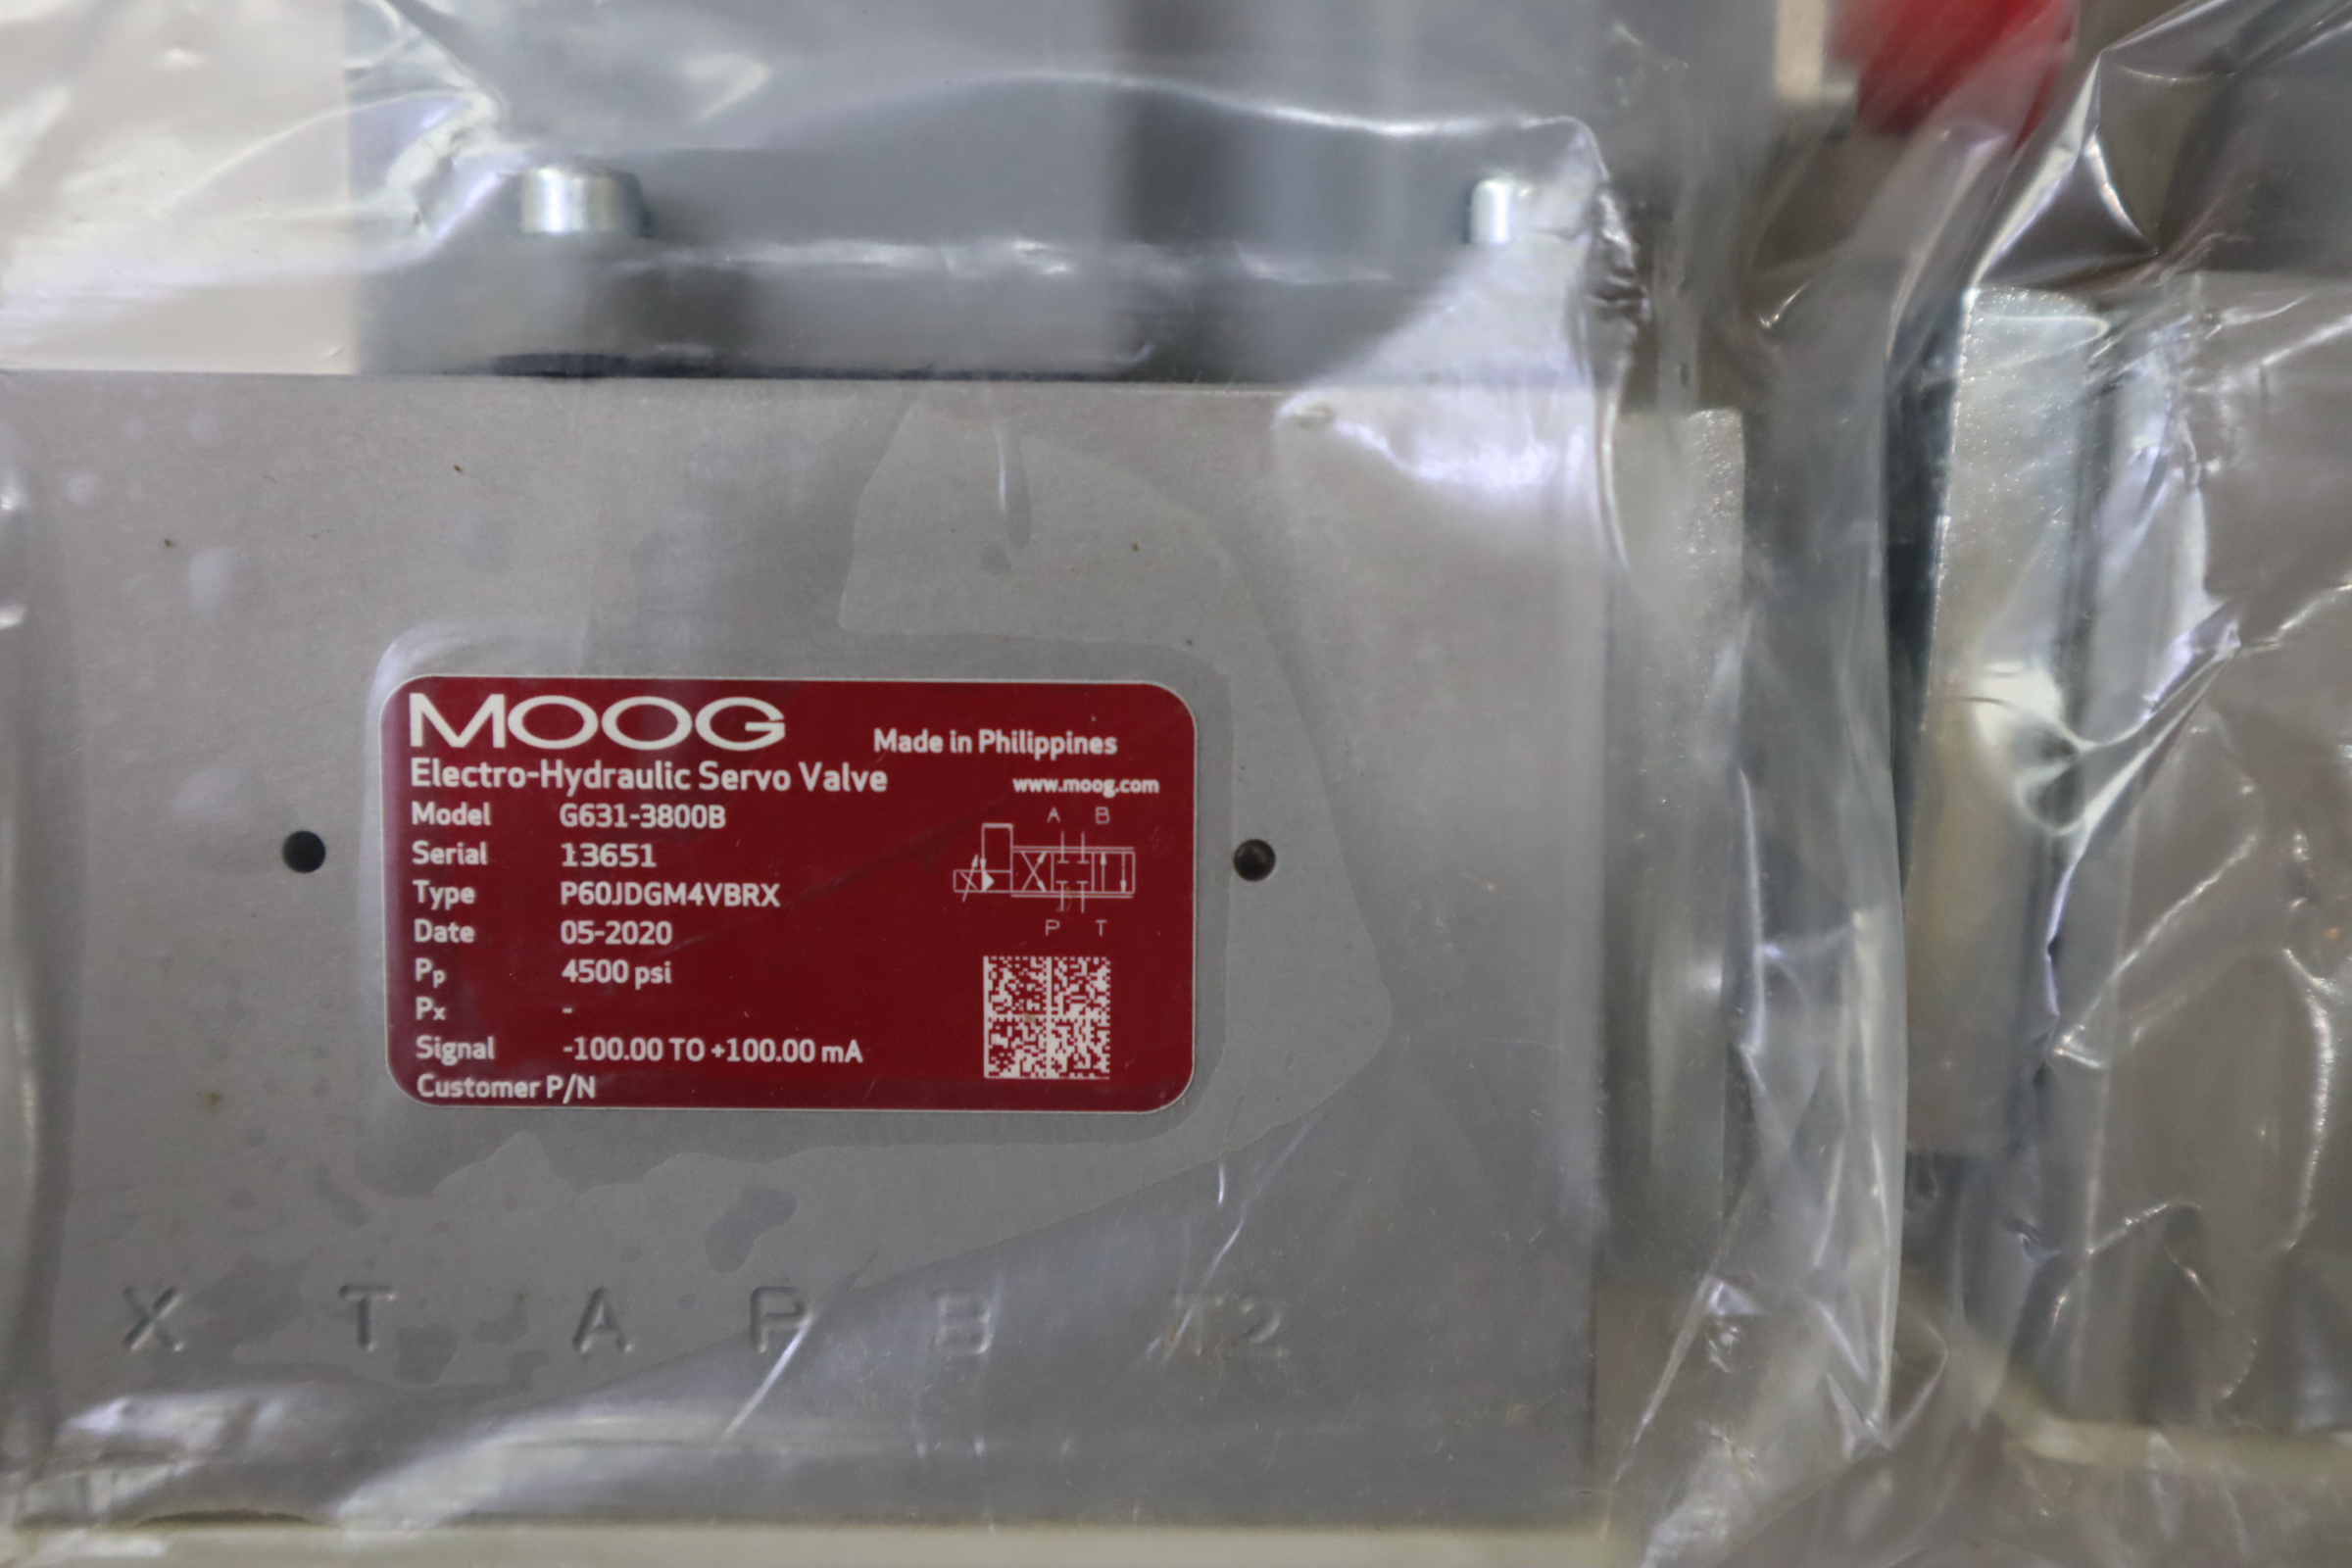 MOOG
Made in Philippines
Electro-Hydraulic Servo Valve
www.moog.com
Model G631-3800B
Serial 13651
Type P60JDGM4VBRX
Date 05-2020
Pp 4500 psi
Px -
Signal -100.00 TO +100.00 mA
Customer P/N
A B
P T
X T A P B T2